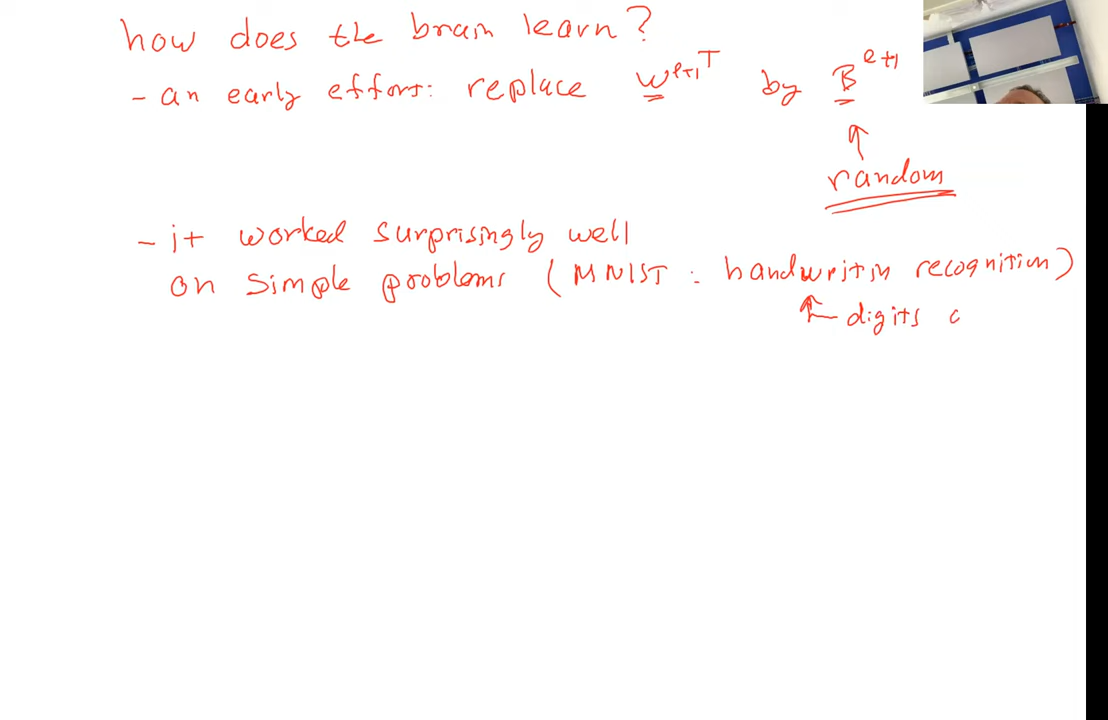 how does the brain learn?
- an early effort: replace w^{l+1 T} by B^{l+1}
random
- it worked surprisingly well
on simple problems (MNIST : handwritin recognition)
digits